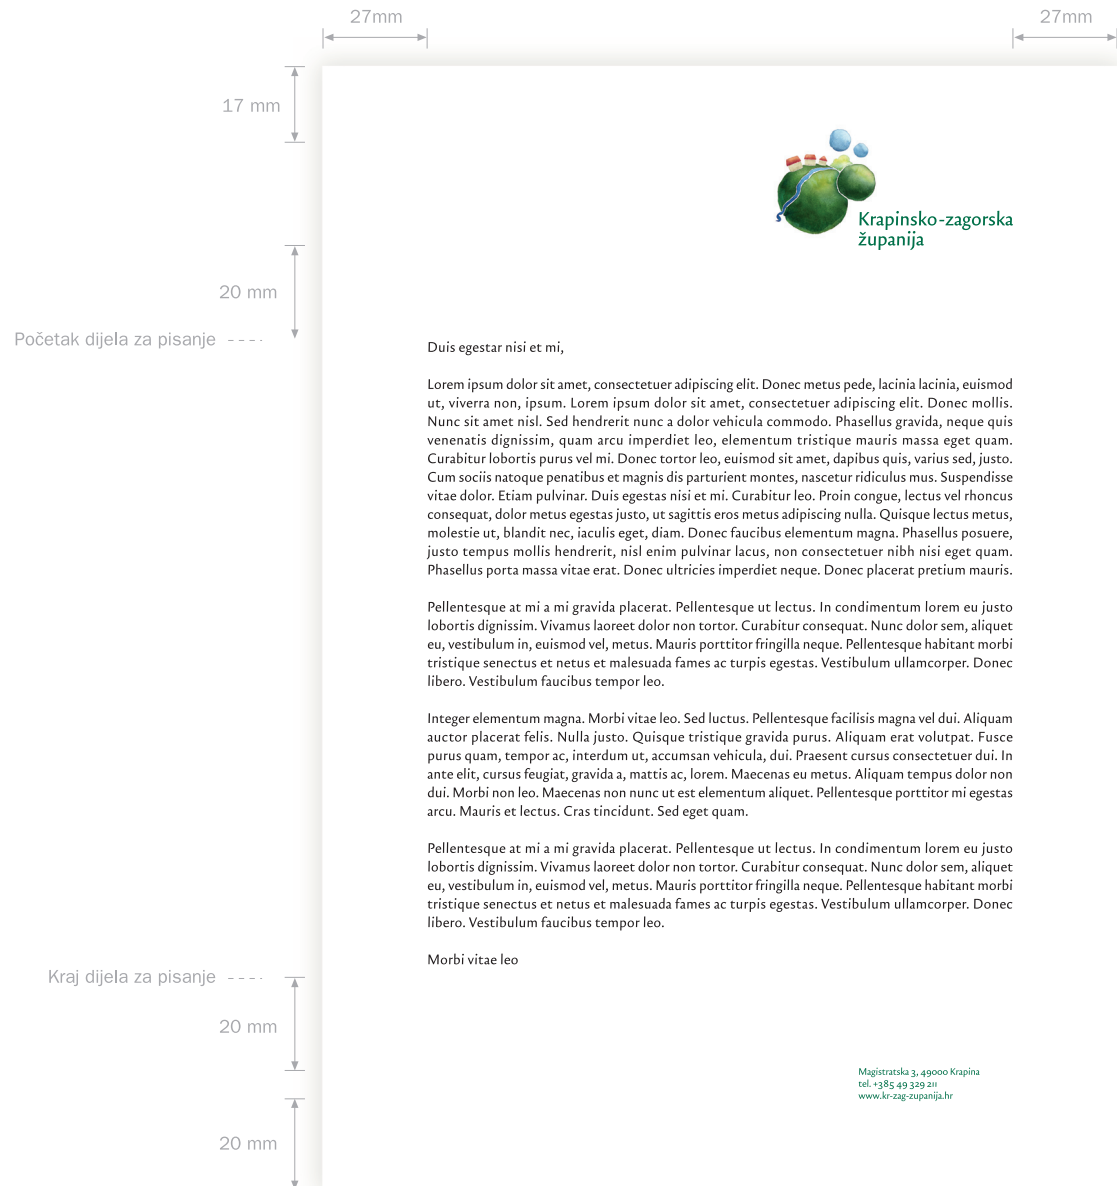 27mm
27mm
17 mm
Krapinsko-zagorska
županija
20 mm
Početak dijela za pisanje
Duis egestar nisi et mi,
Lorem ipsum dolor sit amet, consectetuer adipiscing elit. Donec metus pede, lacinia lacinia, euismod
ut, viverra non, ipsum. Lorem ipsum dolor sit amet, consectetuer adipiscing elit. Donec mollis.
Nunc sit amet nisl. Sed hendrerit nunc a dolor vehicula commodo. Phasellus gravida, neque quis
venenatis dignissim, quam arcu imperdiet leo, elementum tristique mauris massa eget quam.
Curabitur lobortis purus vel mi. Donec tortor leo, euismod sit amet, dapibus quis, varius sed, justo.
Cum sociis natoque penatibus et magnis dis parturient montes, nascetur ridiculus mus. Suspendisse
vitae dolor. Etiam pulvinar. Duis egestas nisi et mi. Curabitur leo. Proin congue, lectus vel rhoncus
consequat, dolor metus egestas justo, ut sagittis eros metus adipiscing nulla. Quisque lectus metus,
molestie ut, blandit nec, iaculis eget, diam. Donec faucibus elementum magna. Phasellus posuere,
justo tempus mollis hendrerit, nisl enim pulvinar lacus, non consectetuer nibh nisi eget quam.
Phasellus porta massa vitae erat. Donec ultricies imperdiet neque. Donec placerat pretium mauris.
Pellentesque at mi a mi gravida placerat. Pellentesque ut lectus. In condimentum lorem eu justo
lobortis dignissim. Vivamus laoreet dolor non tortor. Curabitur consequat. Nunc dolor sem, aliquet
eu, vestibulum in, euismod vel, metus. Mauris porttitor fringilla neque. Pellentesque habitant morbi
tristique senectus et netus et malesuada fames ac turpis egestas. Vestibulum ullamcorper. Donec
libero. Vestibulum faucibus tempor leo.
Integer elementum magna. Morbi vitae leo. Sed luctus. Pellentesque facilisis magna vel dui. Aliquam
auctor placerat felis. Nulla justo. Quisque tristique gravida purus. Aliquam erat volutpat. Fusce
purus quam, tempor ac, interdum ut, accumsan vehicula, dui. Praesent cursus consectetuer dui. In
ante elit, cursus feugiat, gravida a, mattis ac, lorem. Maecenas eu metus. Aliquam tempus dolor non
dui. Morbi non leo. Maecenas non nunc ut est elementum aliquet. Pellentesque porttitor mi egestas
arcu. Mauris et lectus. Cras tincidunt. Sed eget quam.
Pellentesque at mi a mi gravida placerat. Pellentesque ut lectus. In condimentum lorem eu justo
lobortis dignissim. Vivamus laoreet dolor non tortor. Curabitur consequat. Nunc dolor sem, aliquet
eu, vestibulum in, euismod vel, metus. Mauris porttitor fringilla neque. Pellentesque habitant morbi
tristique senectus et netus et malesuada fames ac turpis egestas. Vestibulum ullamcorper. Donec
libero. Vestibulum faucibus tempor leo.
Morbi vitae leo
Kraj dijela za pisanje
20 mm
Magistratska 3, 49000 Krapina
tel. +385 49 329 211
www.kr-zag-zupanija.hr
20 mm